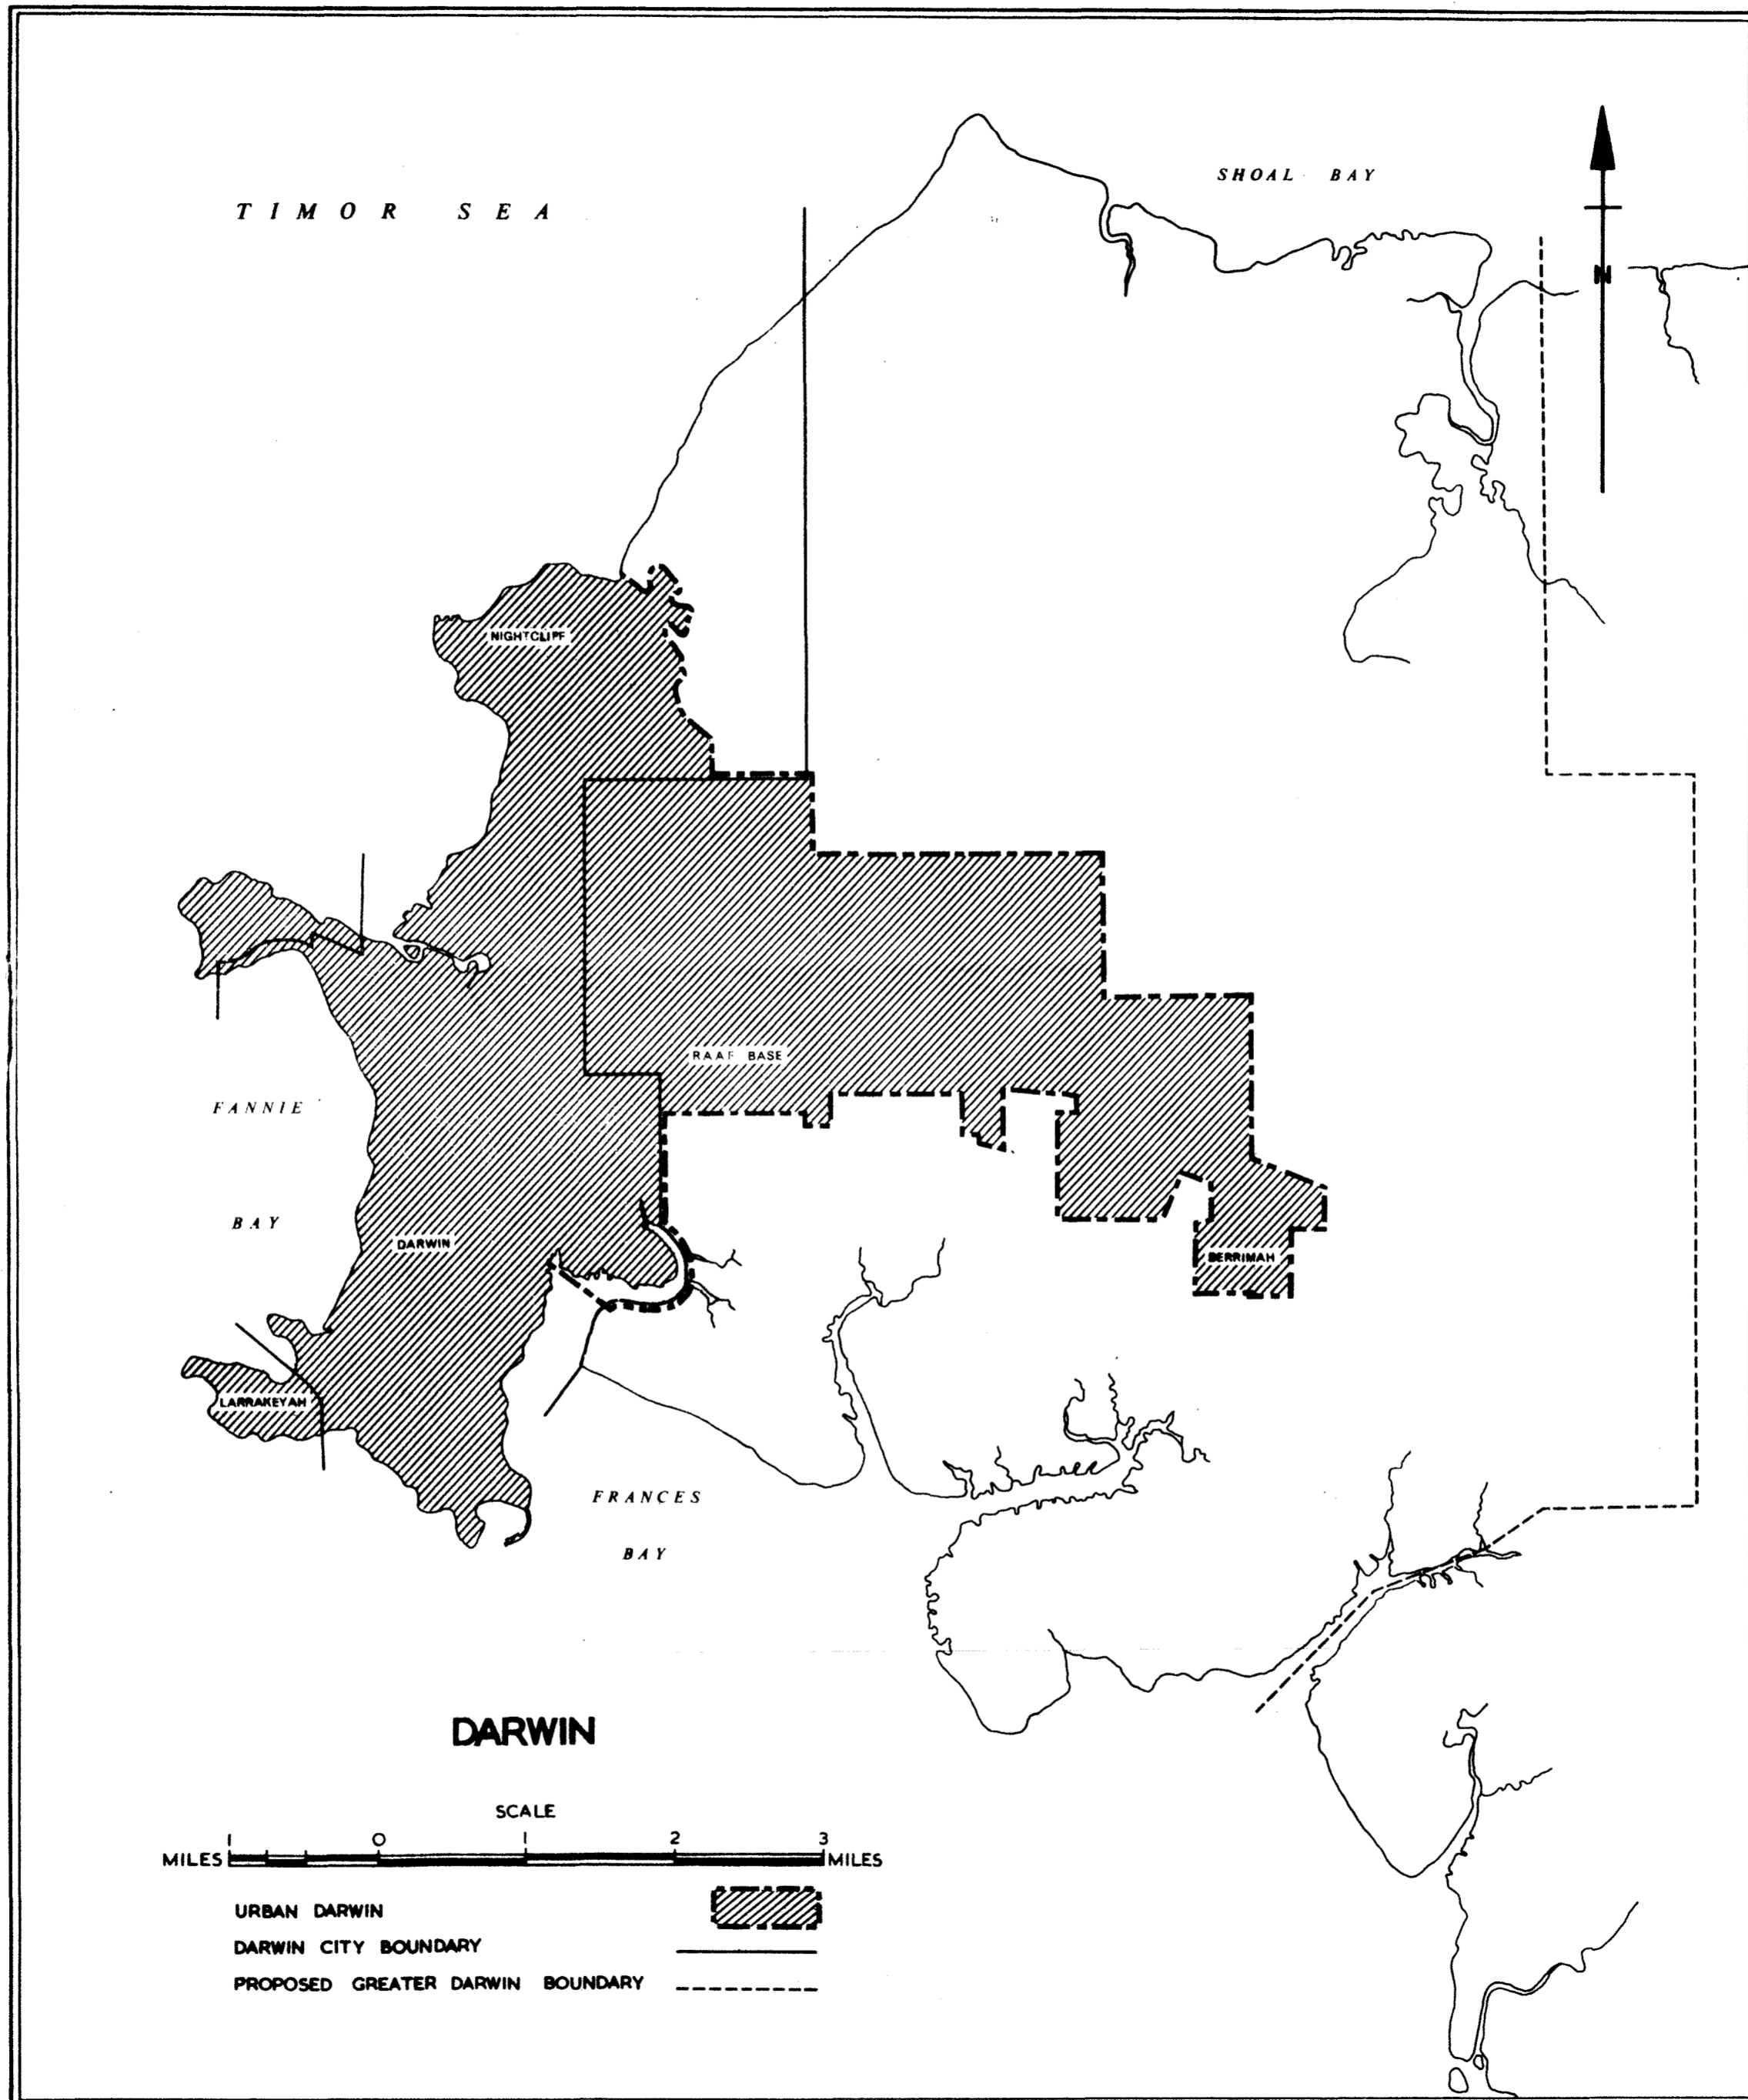 SHOAL BAY
TIMOR SEA
N
NIGHTCLIFF
RAAF BASE
FANNIE
BAY
DARWIN
BERRIMAH
LARRAKEYAH
FRANCES
BAY
DARWIN
SCALE
1 0 1 2 3
MILES MILES
URBAN DARWIN
DARWIN CITY BOUNDARY
PROPOSED GREATER DARWIN BOUNDARY